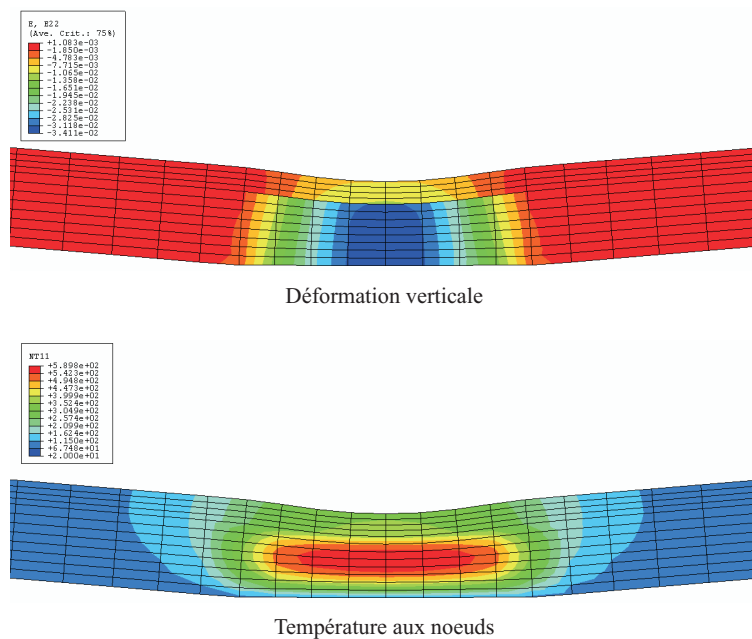 E, E22
(Ave. Crit.: 75%)
+1.083e-03
-1.850e-03
-4.783e-03
-7.715e-03
-1.065e-02
-1.358e-02
-1.651e-02
-1.945e-02
-2.238e-02
-2.531e-02
-2.825e-02
-3.118e-02
-3.411e-02
Déformation verticale
NT11
+5.898e+02
+5.423e+02
+4.948e+02
+4.473e+02
+3.999e+02
+3.524e+02
+3.049e+02
+2.574e+02
+2.099e+02
+1.624e+02
+1.150e+02
+6.748e+01
+2.000e+01
Température aux noeuds